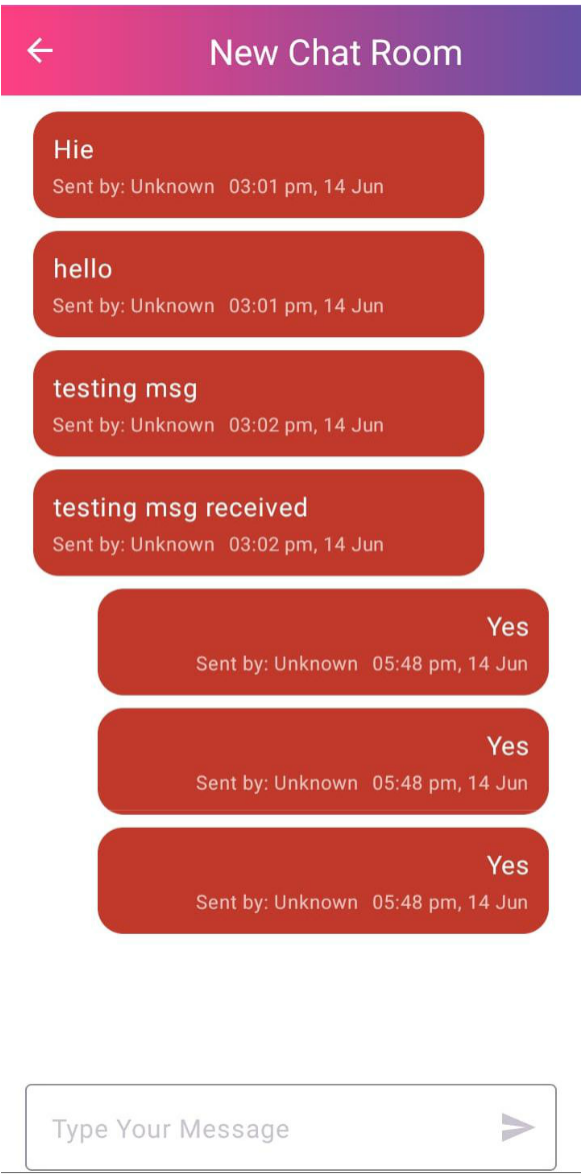 New Chat Room
Hie
Sent by: Unknown 03:01 pm, 14 Jun
hello
Sent by: Unknown 03:01 pm, 14 Jun
testing msg
Sent by: Unknown 03:02 pm, 14 Jun
testing msg received
Sent by: Unknown 03:02 pm, 14 Jun
Yes
Sent by: Unknown 05:48 pm, 14 Jun
Yes
Sent by: Unknown 05:48 pm, 14 Jun
Yes
Sent by: Unknown 05:48 pm, 14 Jun
Type Your Message